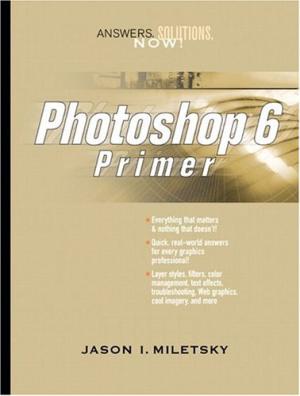 ANSWERS. SOLUTIONS.
NOW!
Photoshop 6
Primer
• Everything that matters
& nothing that doesn't!
• Quick, real-world answers
for every graphics
professional!
• Layer styles, filters, color
management, text effects,
troubleshooting, Web graphics,
cool imagery, and more
JASON I. MILETSKY